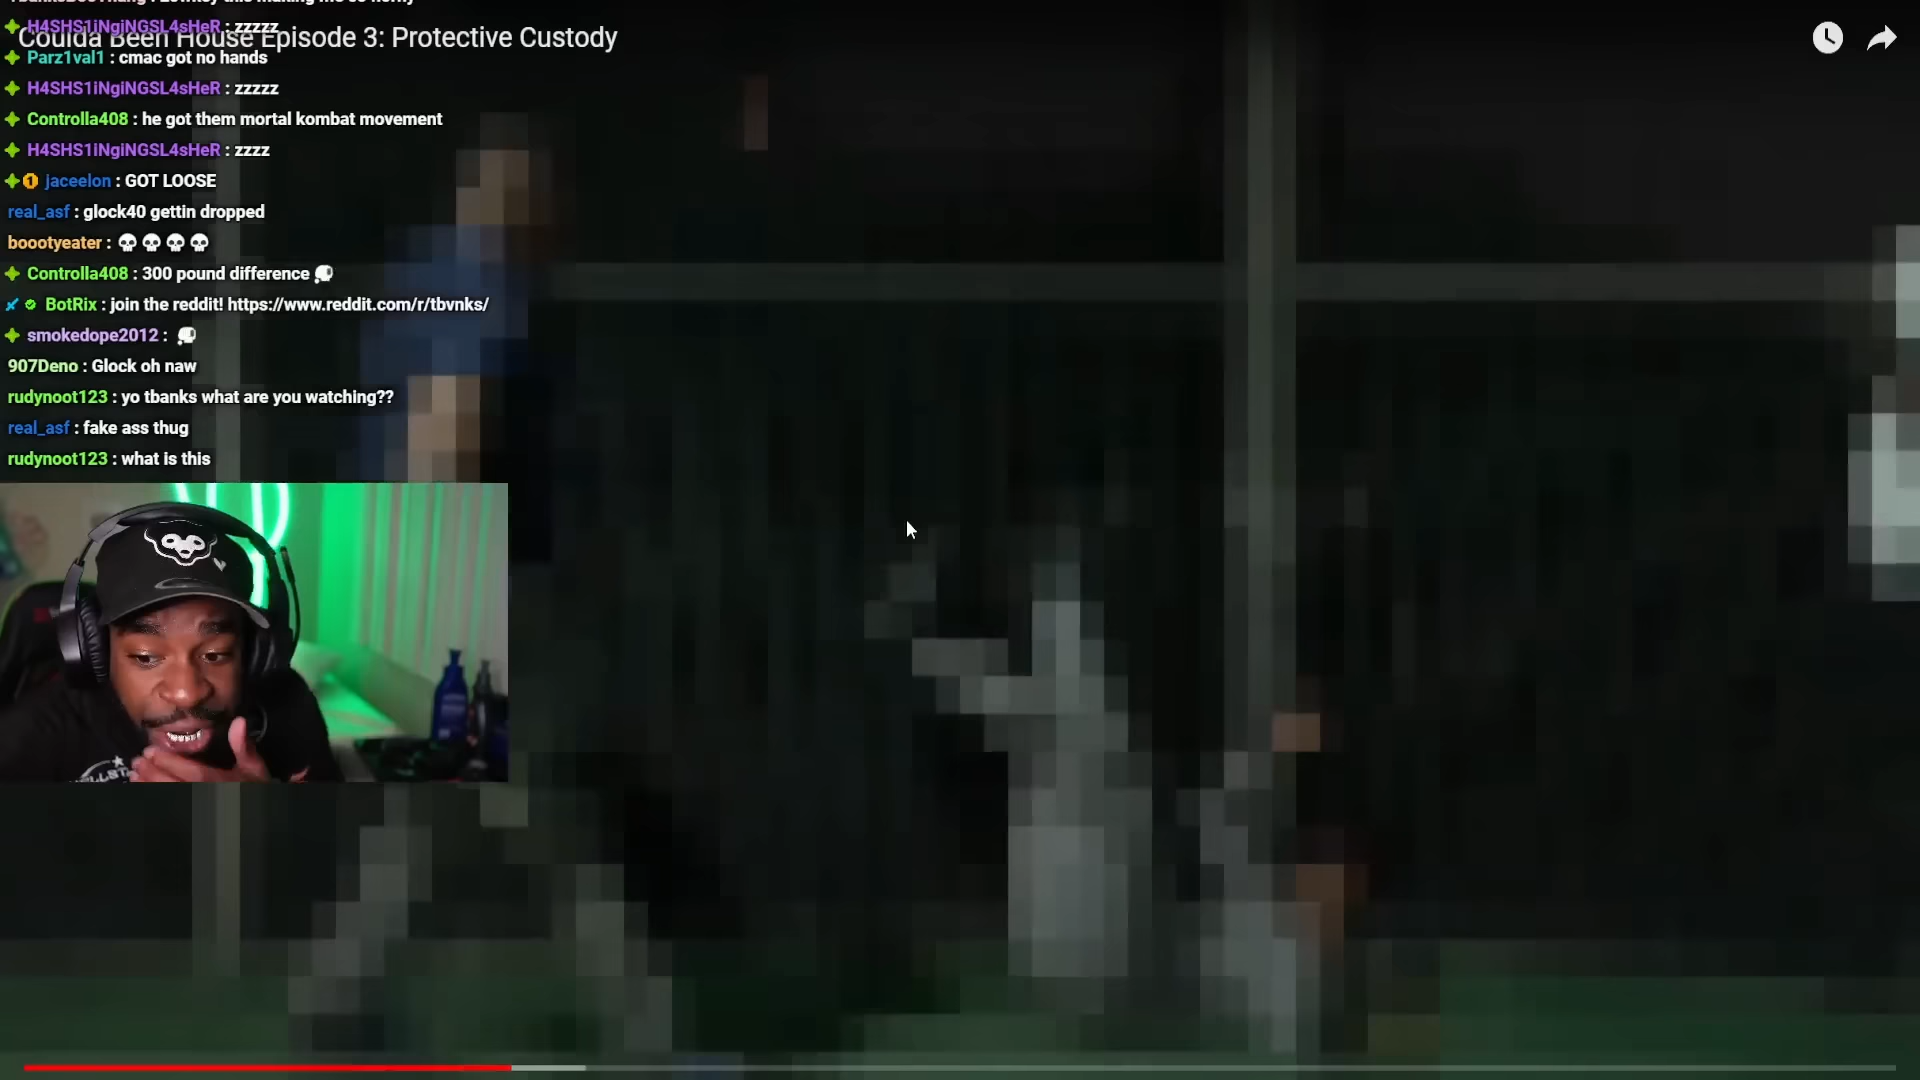 H4SHS1iNgiNGSL4sHeR : zzzzz
Coulda Been House Episode 3: Protective Custody
Parz1val1 : cmac got no hands
H4SHS1iNgiNGSL4sHeR : zzzzz
Controlla408 : he got them mortal kombat movement
H4SHS1iNgiNGSL4sHeR : zzzz
1 jaceelon : GOT LOOSE
real_asf : glock40 gettin dropped
boootyeater : 💀💀💀💀
Controlla408 : 300 pound difference
BotRix : join the reddit! https://www.reddit.com/r/tbvnks/
smokedope2012 :
907Deno : Glock oh naw
rudynoot123 : yo tbanks what are you watching??
real_asf : fake ass thug
rudynoot123 : what is this